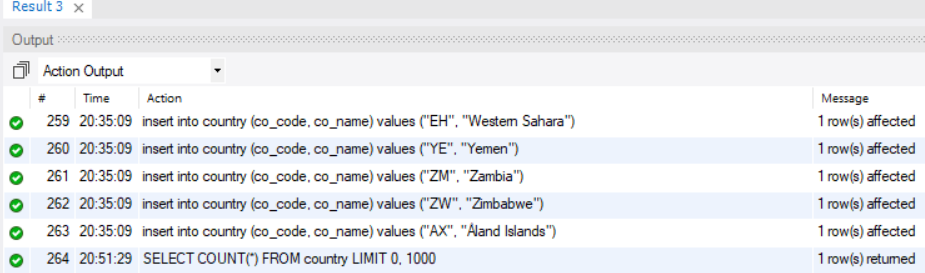 Result 3 ×
Output
Action Output
# Time Action Message
259 20:35:09 insert into country (co_code, co_name) values ("EH", "Western Sahara") 1 row(s) affected
260 20:35:09 insert into country (co_code, co_name) values ("YE", "Yemen") 1 row(s) affected
261 20:35:09 insert into country (co_code, co_name) values ("ZM", "Zambia") 1 row(s) affected
262 20:35:09 insert into country (co_code, co_name) values ("ZW", "Zimbabwe") 1 row(s) affected
263 20:35:09 insert into country (co_code, co_name) values ("AX", "Åland Islands") 1 row(s) affected
264 20:51:29 SELECT COUNT(*) FROM country LIMIT 0, 1000 1 row(s) returned